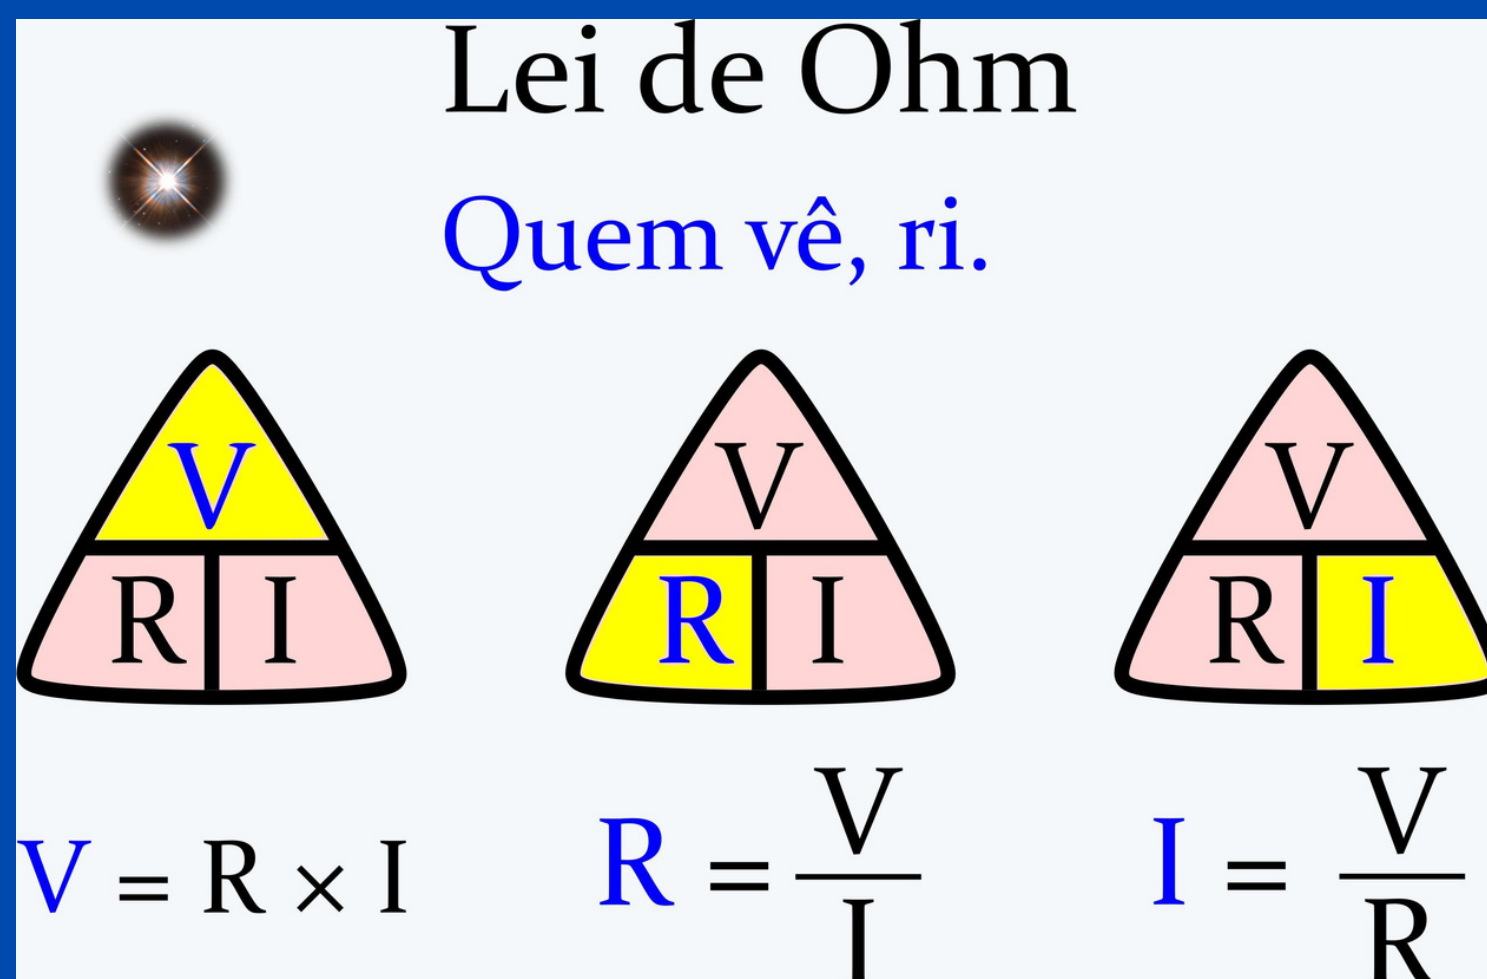 Lei de Ohm
Quem vê, ri.
V
R I
V
R I
V
R I
V = R × I
R = V / I
I = V / R